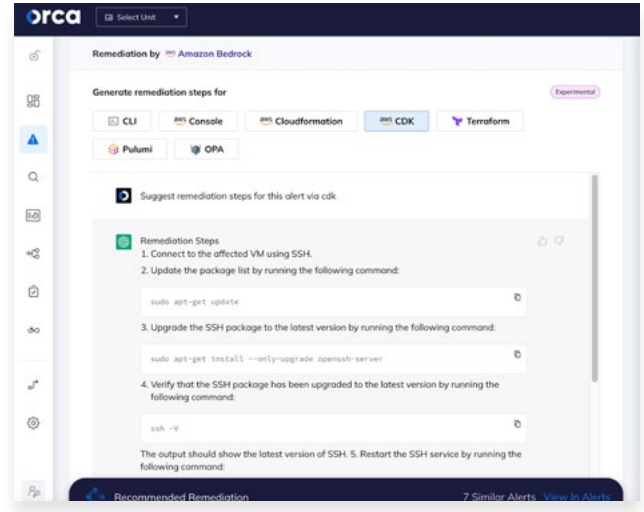 orca
Select Unit
Remediation by aws Amazon Bedrock
Generate remediation steps for
Experimental
CLI
aws Console
aws Cloudformation
aws CDK
Terraform
Pulumi
OPA
Suggest remediation steps for this alert via cdk
Remediation Steps
1. Connect to the affected VM using SSH.
2. Update the package list by running the following command:
sudo apt-get update
3. Upgrade the SSH package to the latest version by running the following command:
sudo apt-get install --only-upgrade openssh-server
4. Verify that the SSH package has been upgraded to the latest version by running the
following command:
ssh -V
The output should show the latest version of SSH. 5. Restart the SSH service by running the
following command:
Recommended Remediation
7 Similar Alerts View In Alerts